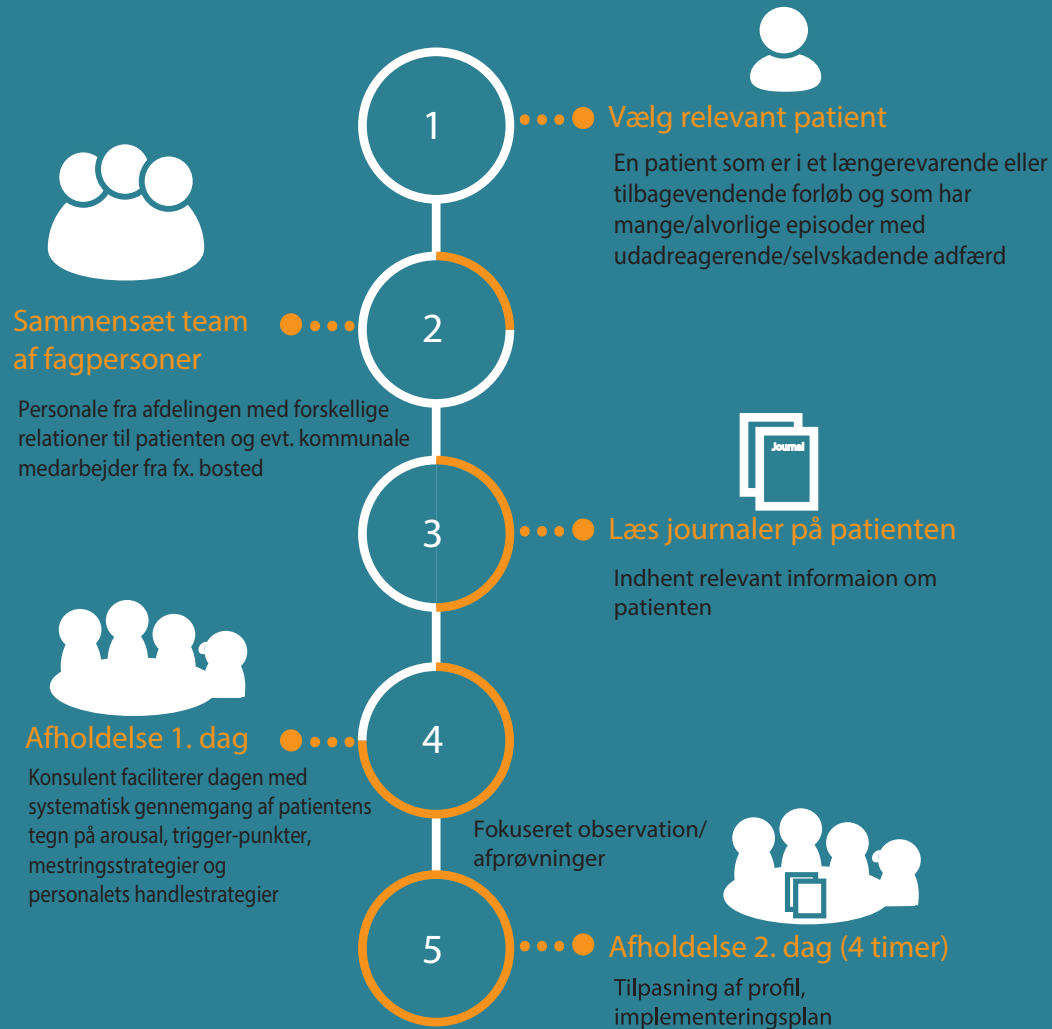 1
Vælg relevant patient
En patient som er i et længerevarende eller
tilbagevendende forløb og som har
mange/alvorlige episoder med
udadreagerende/selvskadende adfærd
2
Sammensæt team
af fagpersoner
Personale fra afdelingen med forskellige
relationer til patienten og evt. kommunale
medarbejder fra fx. bosted
3
Journal
Læs journaler på patienten
Indhent relevant informaion om
patienten
4
Afholdelse 1. dag
Konsulent faciliterer dagen med
systematisk gennemgang af patientens
tegn på arousal, trigger-punkter,
mestringsstrategier og
personalets handlestrategier
Fokuseret observation/
afprøvninger
5
Afholdelse 2. dag (4 timer)
Tilpasning af profil,
implementeringsplan